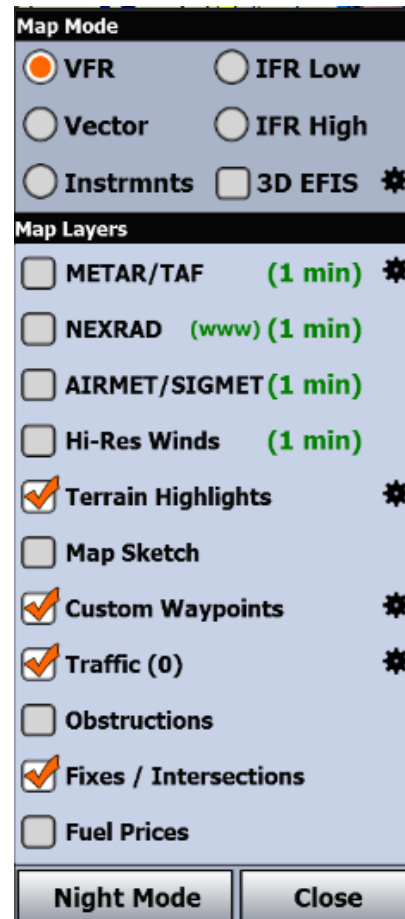 Map Mode
VFR IFR Low
Vector IFR High
Instrmnts 3D EFIS
Map Layers
METAR/TAF (1 min)
NEXRAD (www) (1 min)
AIRMET/SIGMET (1 min)
Hi-Res Winds (1 min)
Terrain Highlights
Map Sketch
Custom Waypoints
Traffic (0)
Obstructions
Fixes / Intersections
Fuel Prices
Night Mode Close